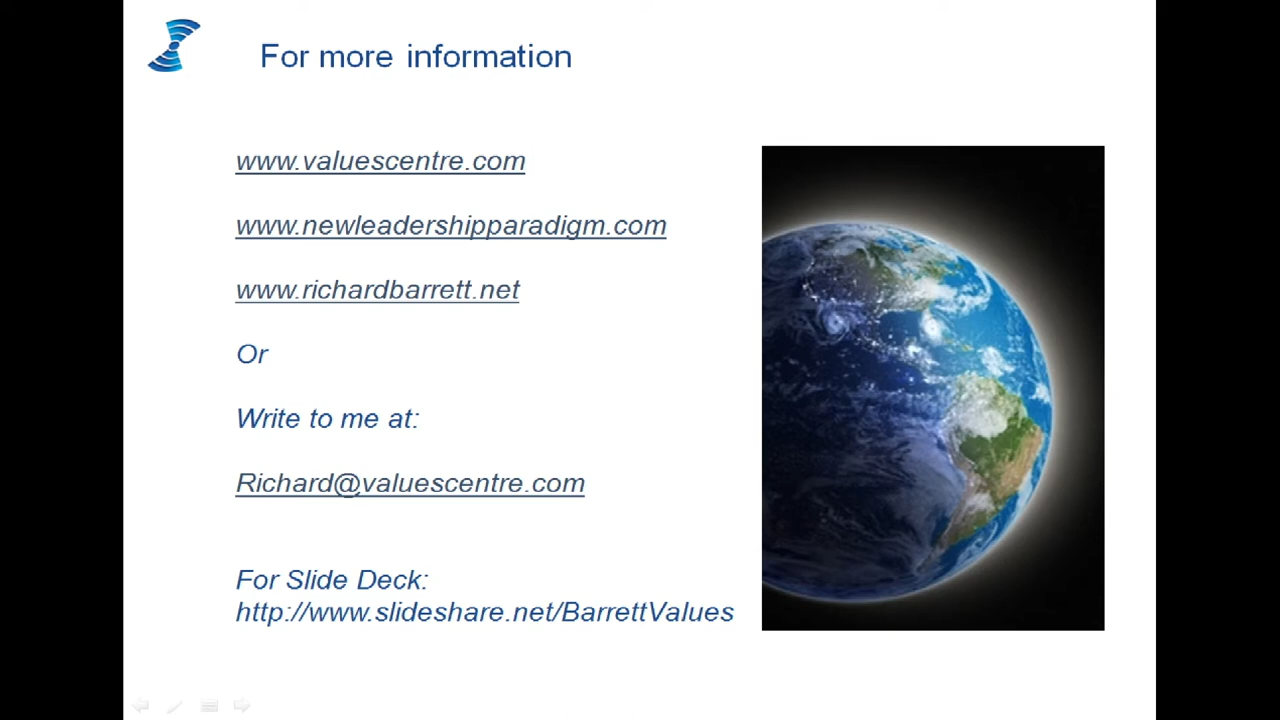 For more information
www.valuescentre.com
www.newleadershipparadigm.com
www.richardbarrett.net
Or
Write to me at:
Richard@valuescentre.com
For Slide Deck:
http://www.slideshare.net/BarrettValues